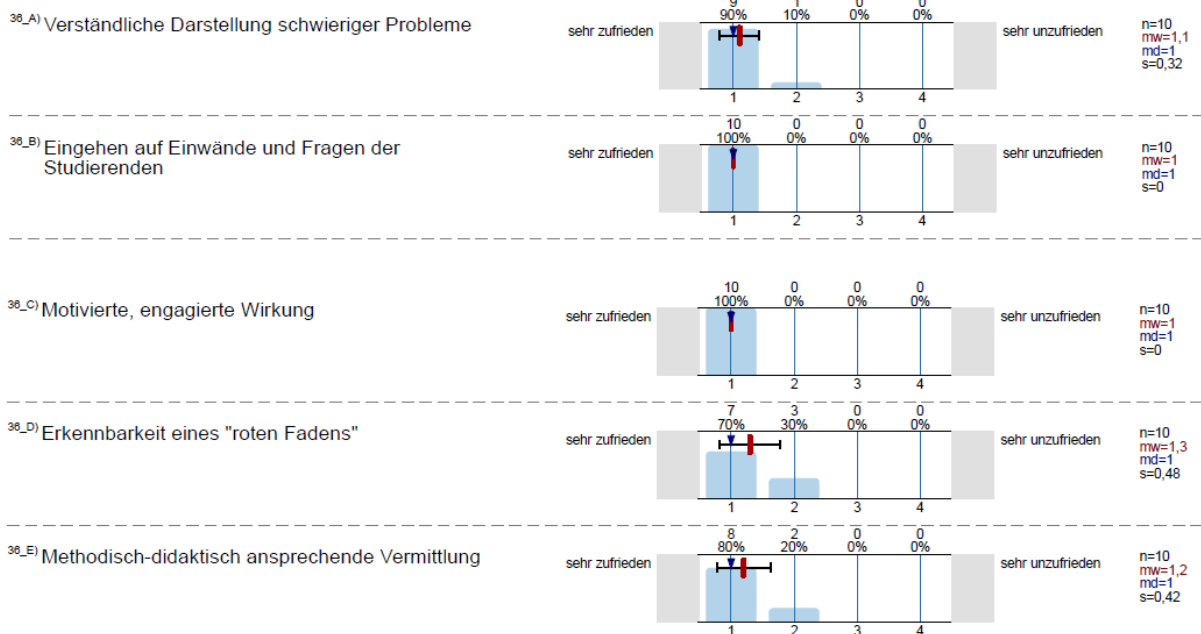 9 1 0 0
90% 10% 0% 0%
36_A) Verständliche Darstellung schwieriger Probleme
sehr zufrieden
sehr unzufrieden
n=10
mw=1,1
md=1
s=0,32
1 2 3 4
10 0 0 0
100% 0% 0% 0%
36_B) Eingehen auf Einwände und Fragen der
Studierenden
sehr zufrieden
sehr unzufrieden
n=10
mw=1
md=1
s=0
1 2 3 4
10 0 0 0
100% 0% 0% 0%
36_C) Motivierte, engagierte Wirkung
sehr zufrieden
sehr unzufrieden
n=10
mw=1
md=1
s=0
1 2 3 4
7 3 0 0
70% 30% 0% 0%
36_D) Erkennbarkeit eines "roten Fadens"
sehr zufrieden
sehr unzufrieden
n=10
mw=1,3
md=1
s=0,48
1 2 3 4
8 2 0 0
80% 20% 0% 0%
36_E) Methodisch-didaktisch ansprechende Vermittlung
sehr zufrieden
sehr unzufrieden
n=10
mw=1,2
md=1
s=0,42
1 2 3 4